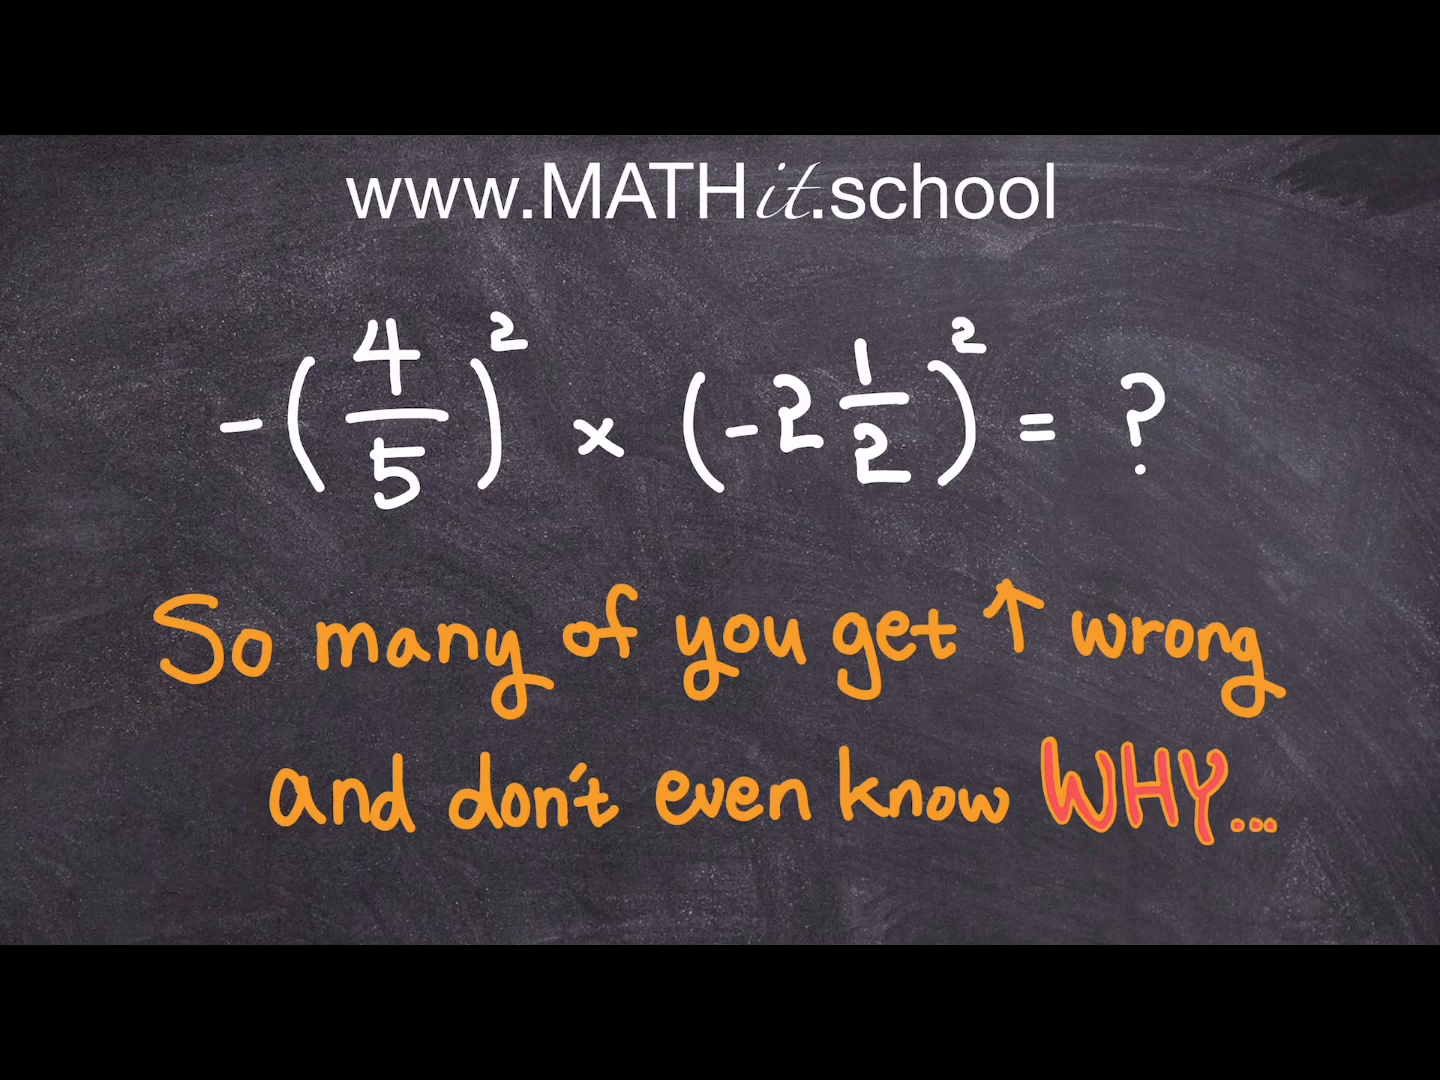 www.MATHit.school
-(4/5)² × (-2 1/2)² = ?
So many of you get ↑ wrong
and don't even know WHY...